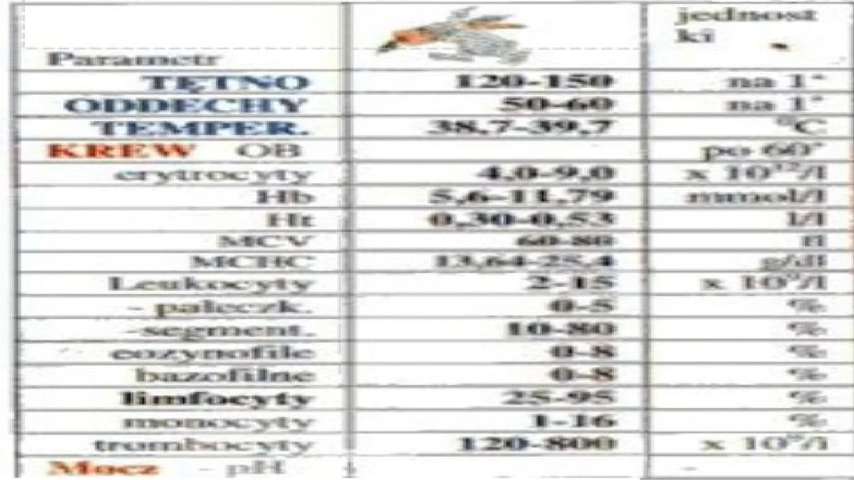 Parametr jednost
ki
TĘTNO 120-150 na 1'
ODDECHY 50-60 na 1'
TEMPER. 38,7-39,7 °C
KREW OB po 60'
erytrocyty 4,0-9,0 x 10¹²/l
Hb 5,6-11,79 mmol/l
Ht 0,30-0,53 l/l
MCV 60-80 fl
MCHC 13,64-25,4 g/dl
Leukocyty 2-15 x 10⁹/l
- pałeczk. 0-5 %
-segment. 10-80 %
eozynofile 0-8 %
bazofilne 0-8 %
limfocyty 25-95 %
monocyty 1-16 %
trombocyty 120-800 x 10⁹/l
Mocz - pH -